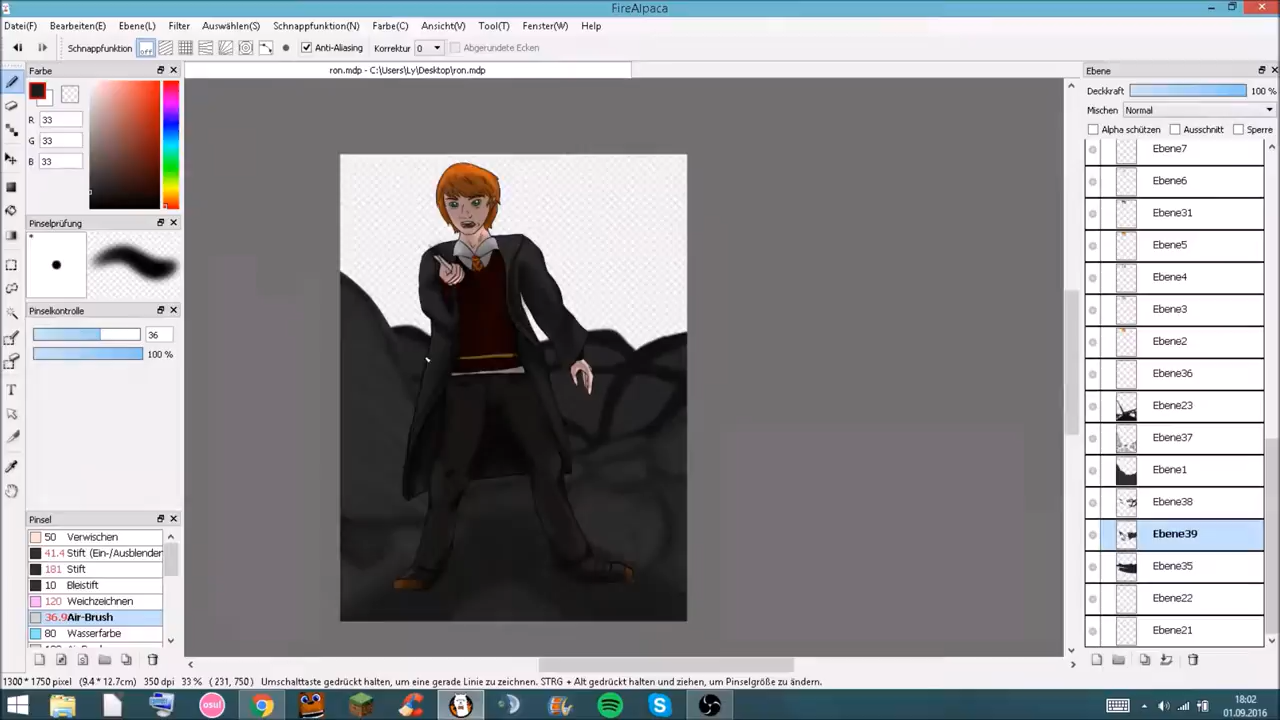 FireAlpaca
Datei(F) Bearbeiten(E) Ebene(L) Filter Auswählen(S) Schnappfunktion(N) Farbe(C) Ansicht(V) Tool(T) Fenster(W) Help
Schnappfunktion off Anti-Aliasing Korrektur 0 Abgerundete Ecken
Farbe
ron.mdp - C:\Users\Ly\Desktop\ron.mdp
Ebene
R 33
G 33
B 33
Deckkraft 100 %
Mischen Normal
Alpha schützen Ausschnitt Sperre
Ebene7
Ebene6
Ebene31
Ebene5
Ebene4
Ebene3
Ebene2
Ebene36
Ebene23
Ebene37
Ebene1
Ebene38
Ebene39
Ebene35
Ebene22
Ebene21
Pinselprüfung
Pinselkontrolle
36
100 %
Pinsel
50 Verwischen
41.4 Stift (Ein-/Ausblenden
181 Stift
10 Bleistift
120 Weichzeichnen
36.9 Air-Brush
80 Wasserfarbe
1300 * 1750 pixel (9.4 * 12.7cm) 350 dpi 33 % ( 231, 750 ) Umschalttaste gedrückt halten, um eine gerade Linie zu zeichnen. STRG + Alt gedrückt halten und ziehen, um Pinselgröße zu ändern.
osu!
18:02
01.09.2016